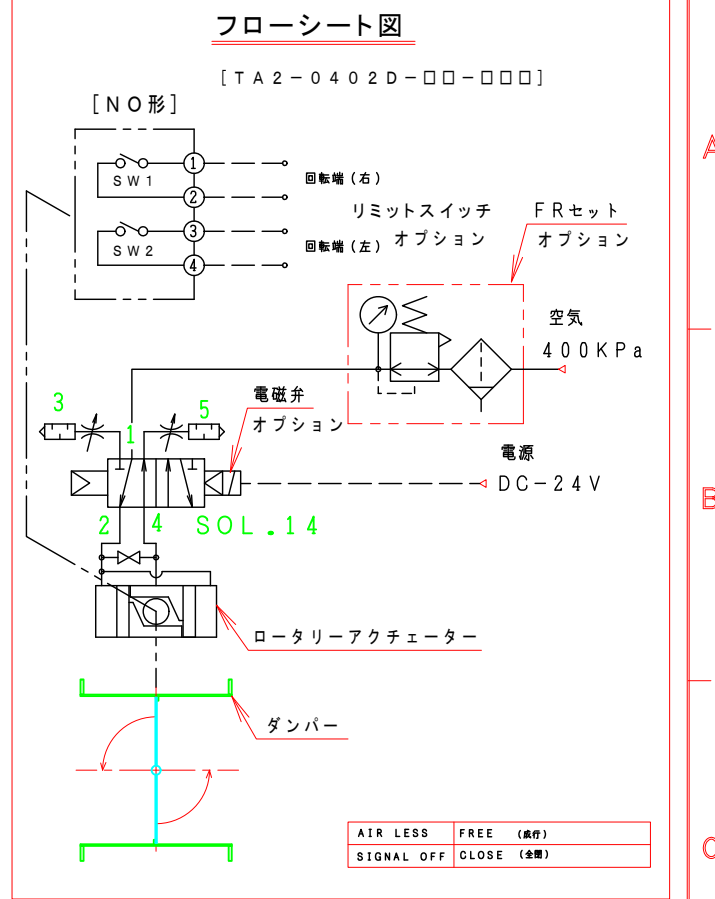 フローシート図
[TA2-0402D-□□-□□□]
[NO形]
1
SW1
2
回転端(右)
3
SW2
4
回転端(左)
リミットスイッチ
オプション
FRセット
オプション
空気
400KPa
電磁弁
オプション
3
1
5
電源
DC-24V
2
4
SOL.14
ロータリーアクチェーター
ダンパー
AIR LESS FREE (成行)
SIGNAL OFF CLOSE (全閉)
A
B
C